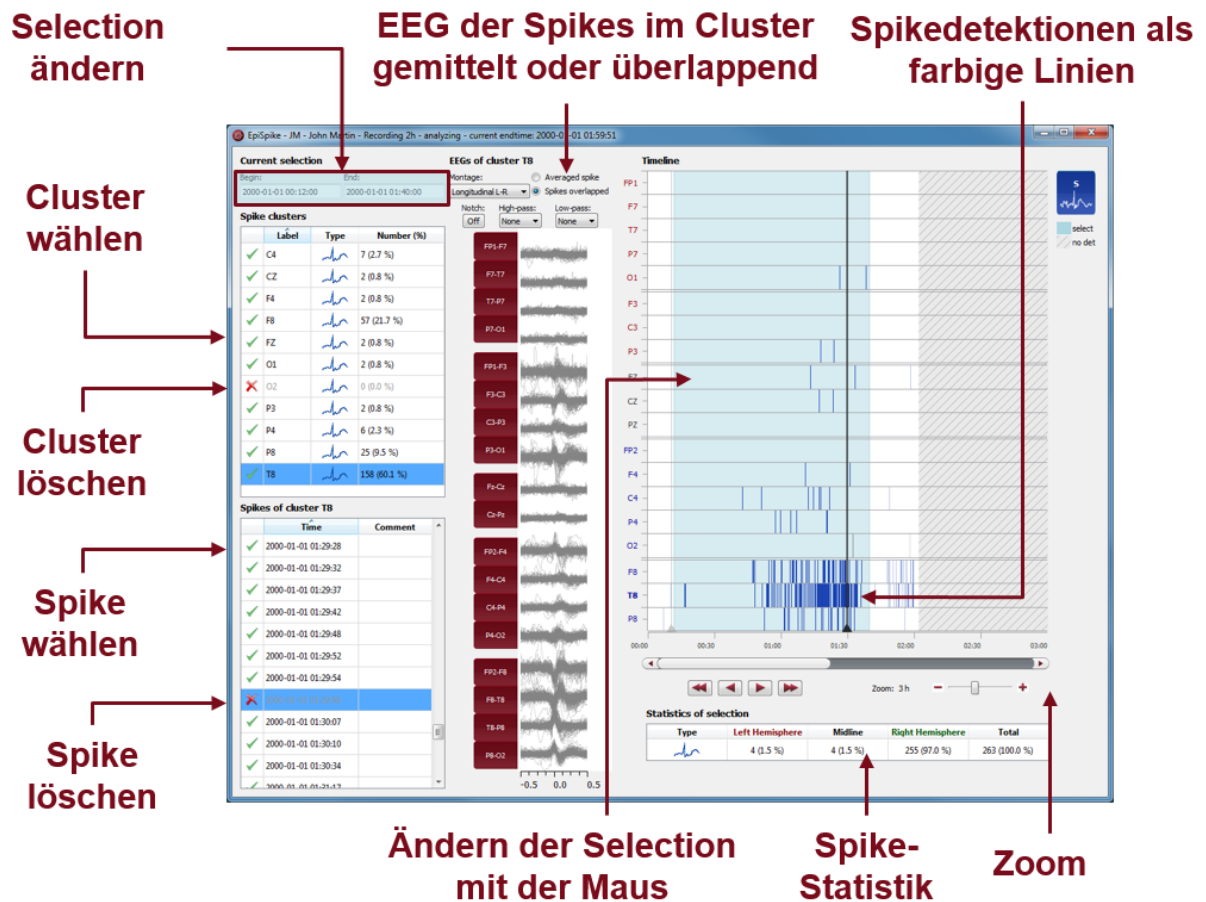 Selection
ändern
EEG der Spikes im Cluster
gemittelt oder überlappend
Spikedetektionen als
farbige Linien
EpiSpike - JM - John Martin - Recording 2h - analyzing - current endtime: 2000-01-01 01:59:51
Current selection
Begin: End:
2000-01-01 00:12:00 2000-01-01 01:40:00
Cluster
wählen
Cluster
löschen
Spike
wählen
Spike
löschen
Spike clusters
Label Type Number (%)
C4 7 (2.7 %)
CZ 2 (0.8 %)
F4 2 (0.8 %)
F8 57 (21.7 %)
FZ 2 (0.8 %)
O1 2 (0.8 %)
O2 0 (0.0 %)
P3 2 (0.8 %)
P4 6 (2.3 %)
P8 25 (9.5 %)
T8 158 (60.1 %)
Spikes of cluster T8
Time Comment
2000-01-01 01:29:28
2000-01-01 01:29:32
2000-01-01 01:29:37
2000-01-01 01:29:42
2000-01-01 01:29:48
2000-01-01 01:29:52
2000-01-01 01:29:54
2000-01-01 01:30:07
2000-01-01 01:30:10
2000-01-01 01:30:34
2000-01-01 01:31:17
EEGs of cluster T8
Montage:
Averaged spike
Longitudinal L-R
Spikes overlapped
Notch: High-pass: Low-pass:
Off None None
FP1-F7
F7-T7
T7-P7
P7-O1
FP1-F3
F3-C3
C3-P3
P3-O1
Fz-Cz
Cz-Pz
FP2-F4
F4-C4
C4-P4
P4-O2
FP2-F8
F8-T8
T8-P8
P8-O2
-0.5 0.0 0.5
Timeline
FP1
F7
T7
P7
O1
F3
C3
P3
FZ
CZ
PZ
FP2
F4
C4
P4
O2
F8
T8
P8
00:00 00:30 01:00 01:30 02:00 02:30 03:00
S
select
no det
Zoom: 3 h
Statistics of selection
Type Left Hemisphere Midline Right Hemisphere Total
4 (1.5 %) 4 (1.5 %) 255 (97.0 %) 263 (100.0 %)
Ändern der Selection
mit der Maus
Spike-
Statistik
Zoom